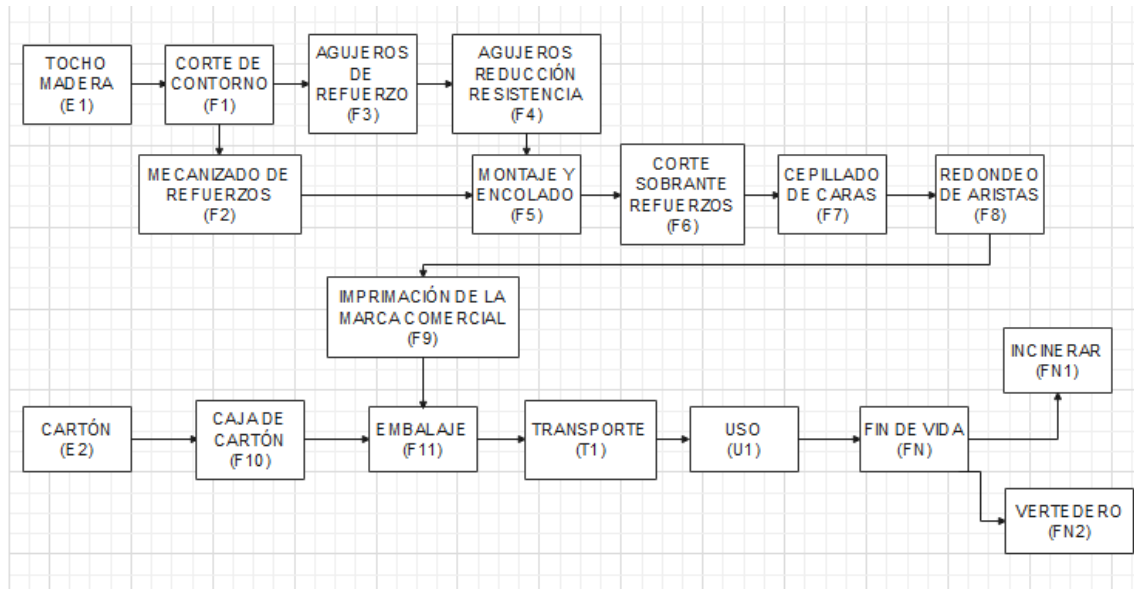 TOCHO
MADERA
(E1)
CORTE DE
CONTORNO
(F1)
AGUJEROS
DE
REFUERZO
(F3)
AGUJEROS
REDUCCIÓN
RESISTENCIA
(F4)
MECANIZADO DE
REFUERZOS
(F2)
MONTAJE Y
ENCOLADO
(F5)
CORTE
SOBRANTE
REFUERZOS
(F6)
CEPILLADO
DE CARAS
(F7)
REDONDEO
DE ARISTAS
(F8)
IMPRIMACIÓN DE LA
MARCA COMERCIAL
(F9)
INCINERAR
(FN1)
CARTÓN
(E2)
CAJA DE
CARTÓN
(F10)
EMBALAJE
(F11)
TRANSPORTE
(T1)
USO
(U1)
FIN DE VIDA
(FN)
VERTEDERO
(FN2)